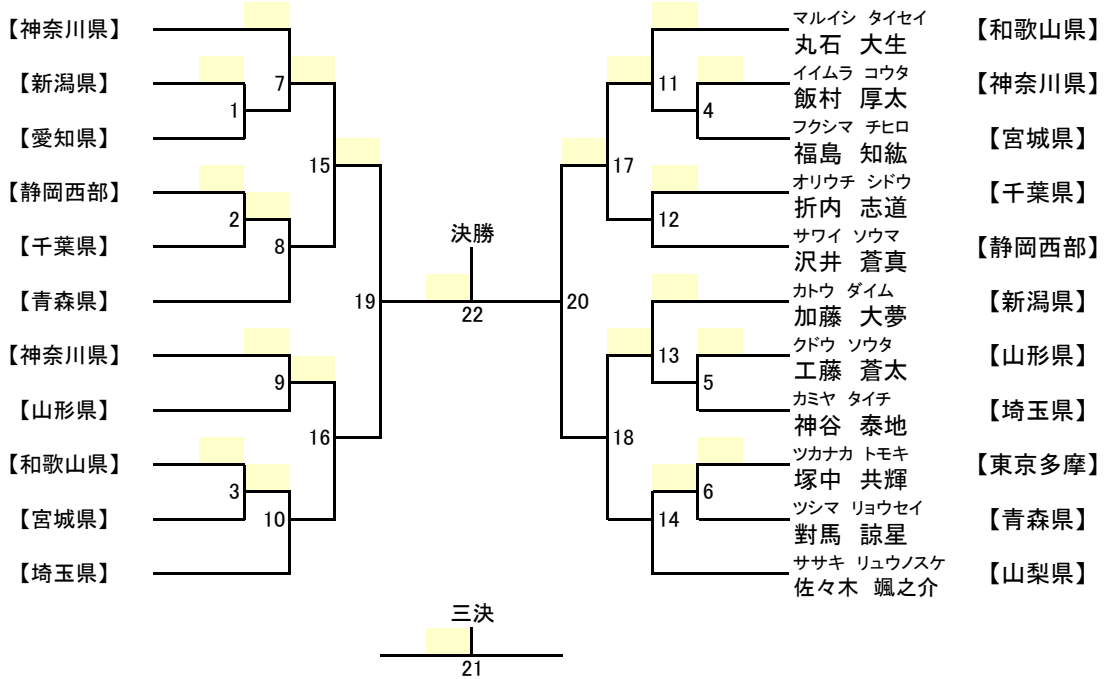 【神奈川県】
【新潟県】
【愛知県】
【静岡西部】
【千葉県】
【青森県】
【神奈川県】
【山形県】
【和歌山県】
【宮城県】
【埼玉県】
1
2
3
7
8
9
10
15
16
19
決勝
22
三決
21
20
17
18
11
12
13
14
4
5
6
マルイシ タイセイ
丸石 大生 【和歌山県】
イイムラ コウタ
飯村 厚太 【神奈川県】
フクシマ チヒロ
福島 知紘 【宮城県】
オリウチ シドウ
折内 志道 【千葉県】
サワイ ソウマ
沢井 蒼真 【静岡西部】
カトウ ダイム
加藤 大夢 【新潟県】
クドウ ソウタ
工藤 蒼太 【山形県】
カミヤ タイチ
神谷 泰地 【埼玉県】
ツカナカ トモキ
塚中 共輝 【東京多摩】
ツシマ リョウセイ
對馬 諒星 【青森県】
ササキ リュウノスケ
佐々木 颯之介 【山梨県】